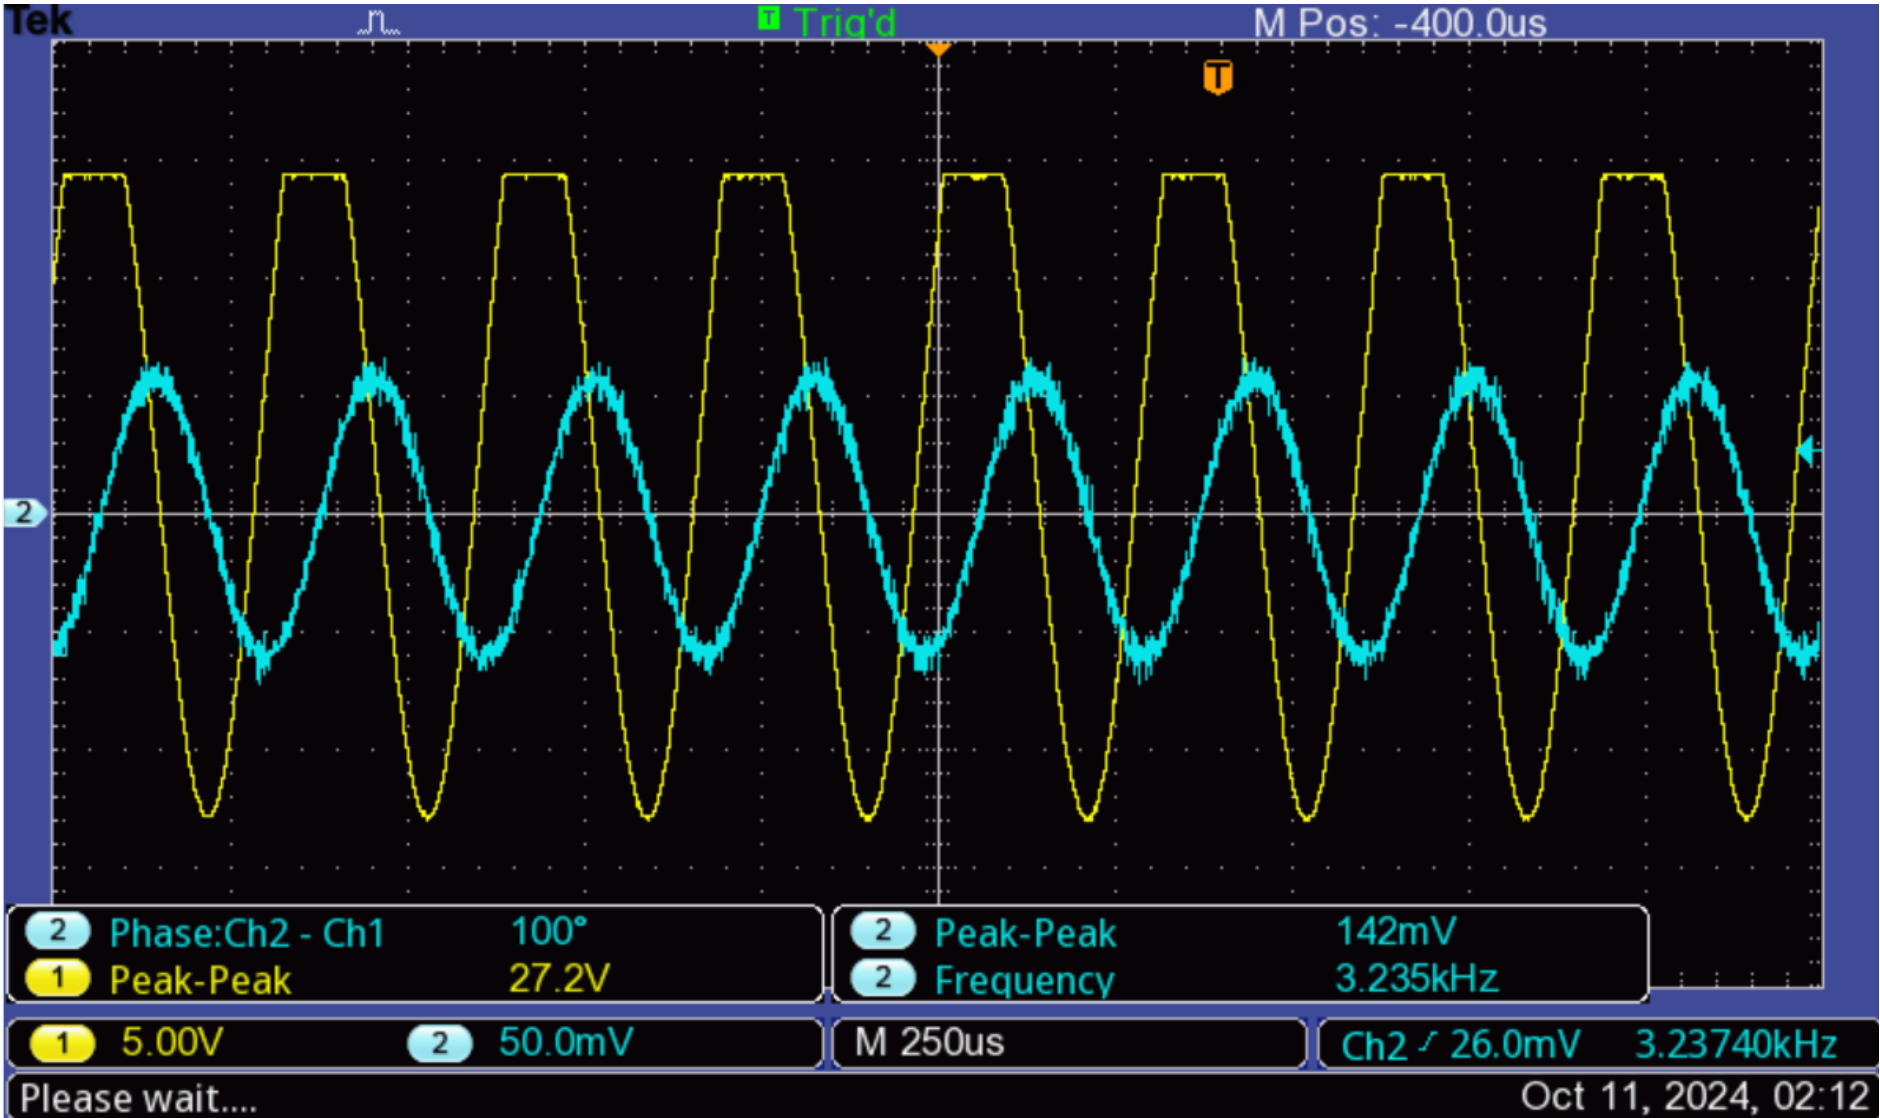 Tek T Trig'd M Pos: -400.0us
T
2
2 Phase:Ch2 - Ch1 100° 2 Peak-Peak 142mV
1 Peak-Peak 27.2V 2 Frequency 3.235kHz
1 5.00V 2 50.0mV M 250us Ch2 26.0mV 3.23740kHz
Please wait.... Oct 11, 2024, 02:12